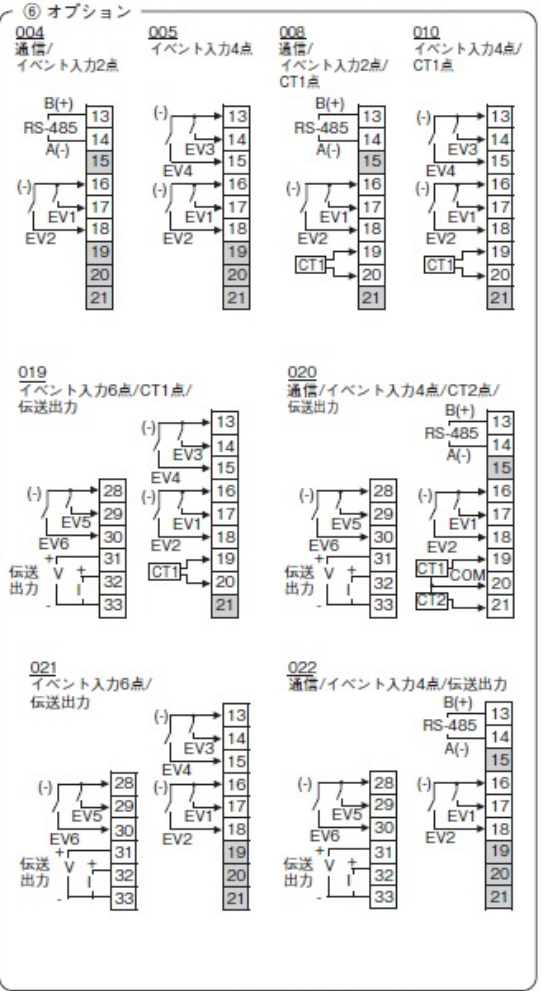 ⑥ オプション
004
通信/
イベント入力2点
B(+)
RS-485
A(-)
(-)
EV1
EV2
13
14
15
16
17
18
19
20
21
005
イベント入力4点
(-)
EV3
EV4
(-)
EV1
EV2
13
14
15
16
17
18
19
20
21
008
通信/
イベント入力2点/
CT1点
B(+)
RS-485
A(-)
(-)
EV1
EV2
CT1
13
14
15
16
17
18
19
20
21
010
イベント入力4点/
CT1点
(-)
EV3
EV4
(-)
EV1
EV2
CT1
13
14
15
16
17
18
19
20
21
019
イベント入力6点/CT1点/
伝送出力
(-)
EV5
EV6
伝送
出力
+
V
+
I
-
28
29
30
31
32
33
(-)
EV3
EV4
(-)
EV1
EV2
CT1
13
14
15
16
17
18
19
20
21
020
通信/イベント入力4点/CT2点/
伝送出力
(-)
EV5
EV6
伝送
出力
+
V
+
I
-
28
29
30
31
32
33
B(+)
RS-485
A(-)
(-)
EV1
EV2
CT1
COM
CT2
13
14
15
16
17
18
19
20
21
021
イベント入力6点/
伝送出力
(-)
EV5
EV6
伝送
出力
+
V
+
I
-
28
29
30
31
32
33
(-)
EV3
EV4
(-)
EV1
EV2
13
14
15
16
17
18
19
20
21
022
通信/イベント入力4点/伝送出力
(-)
EV5
EV6
伝送
出力
+
V
+
I
-
28
29
30
31
32
33
B(+)
RS-485
A(-)
(-)
EV1
EV2
13
14
15
16
17
18
19
20
21